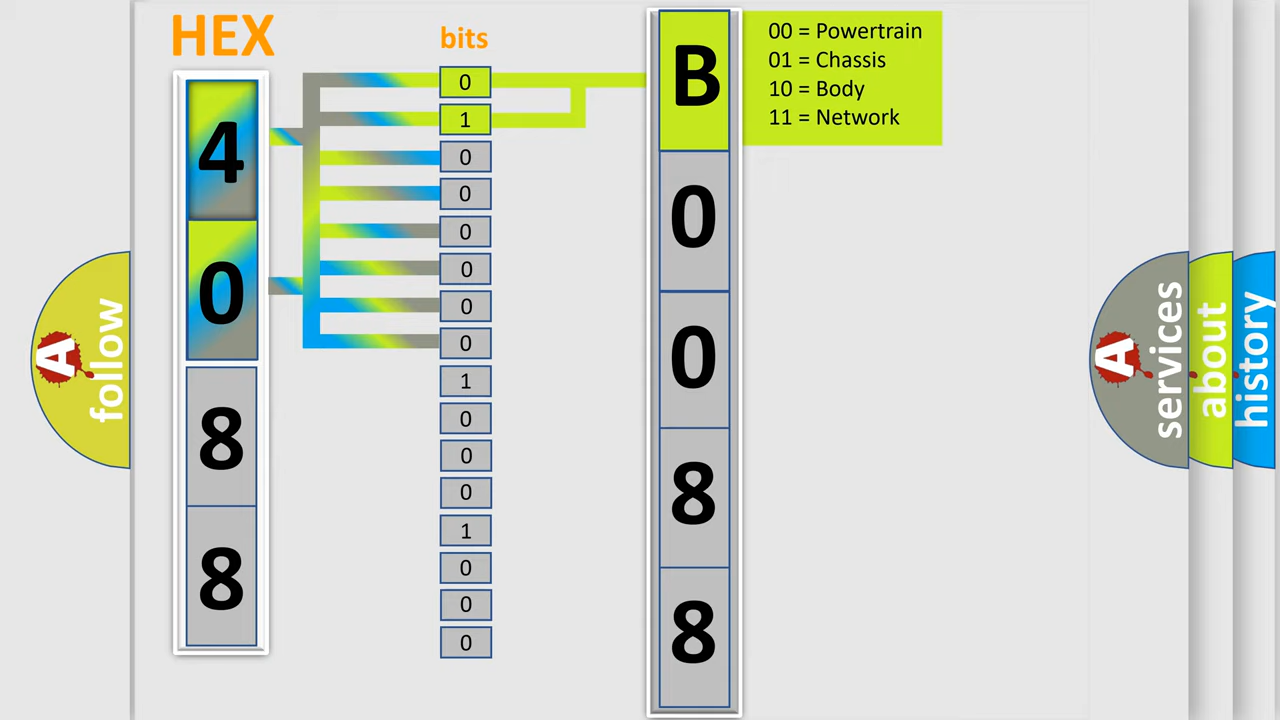 HEX
bits
4
0
8
8
0
1
0
0
0
0
0
0
1
0
0
0
1
0
0
0
B
0
0
8
8
00 = Powertrain
01 = Chassis
10 = Body
11 = Network
A
follow
A
services
about
history